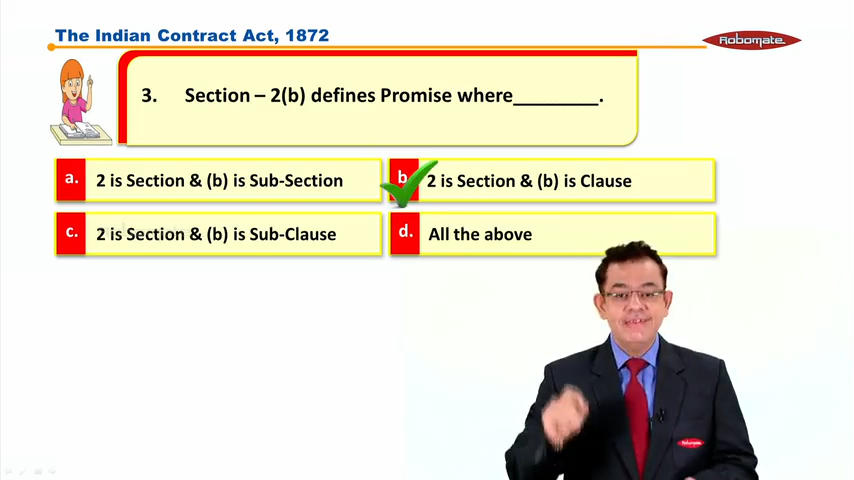 The Indian Contract Act, 1872
Robomate
3. Section – 2(b) defines Promise where________.
a. 2 is Section & (b) is Sub-Section
b. 2 is Section & (b) is Clause
c. 2 is Section & (b) is Sub-Clause
d. All the above
Robomate